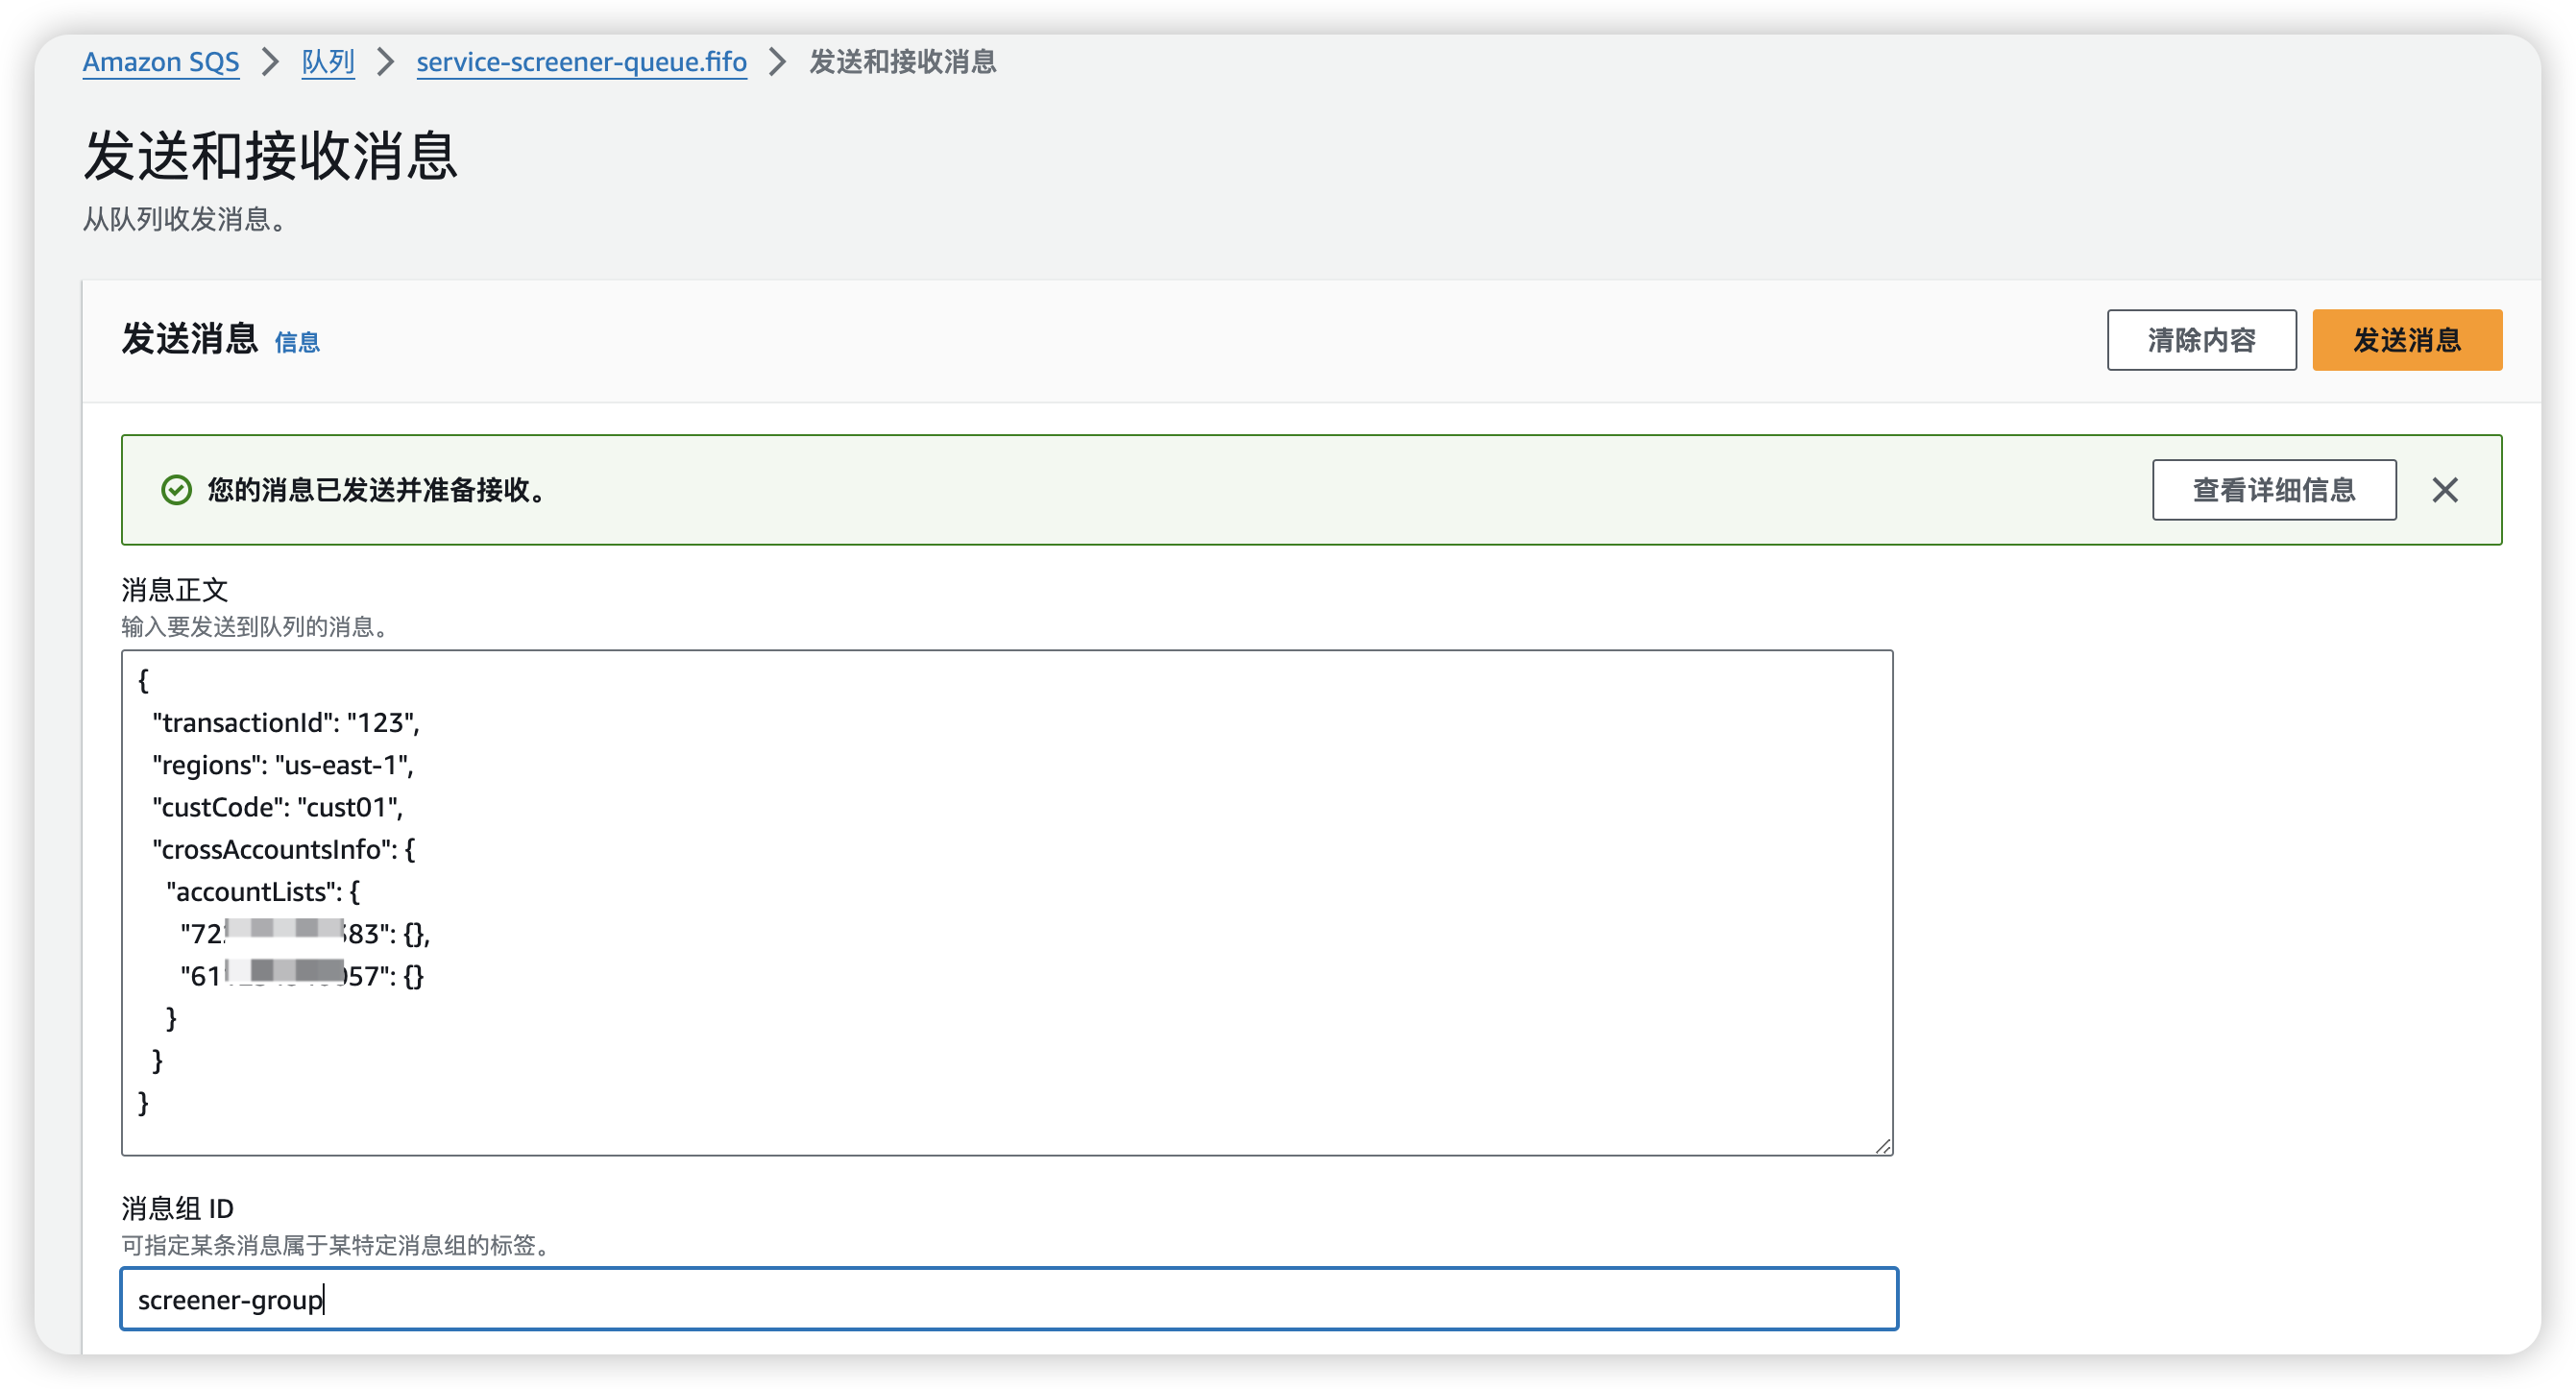 Amazon SQS > 队列 > service-screener-queue.fifo > 发送和接收消息
发送和接收消息
从队列收发消息。
发送消息 信息
清除内容
发送消息
您的消息已发送并准备接收。
查看详细信息
消息正文
输入要发送到队列的消息。
{
"transactionId": "123",
"regions": "us-east-1",
"custCode": "cust01",
"crossAccountsInfo": {
"accountLists": {
"72 83": {},
"61 057": {}
}
}
}
消息组 ID
可指定某条消息属于某特定消息组的标签。
screener-group